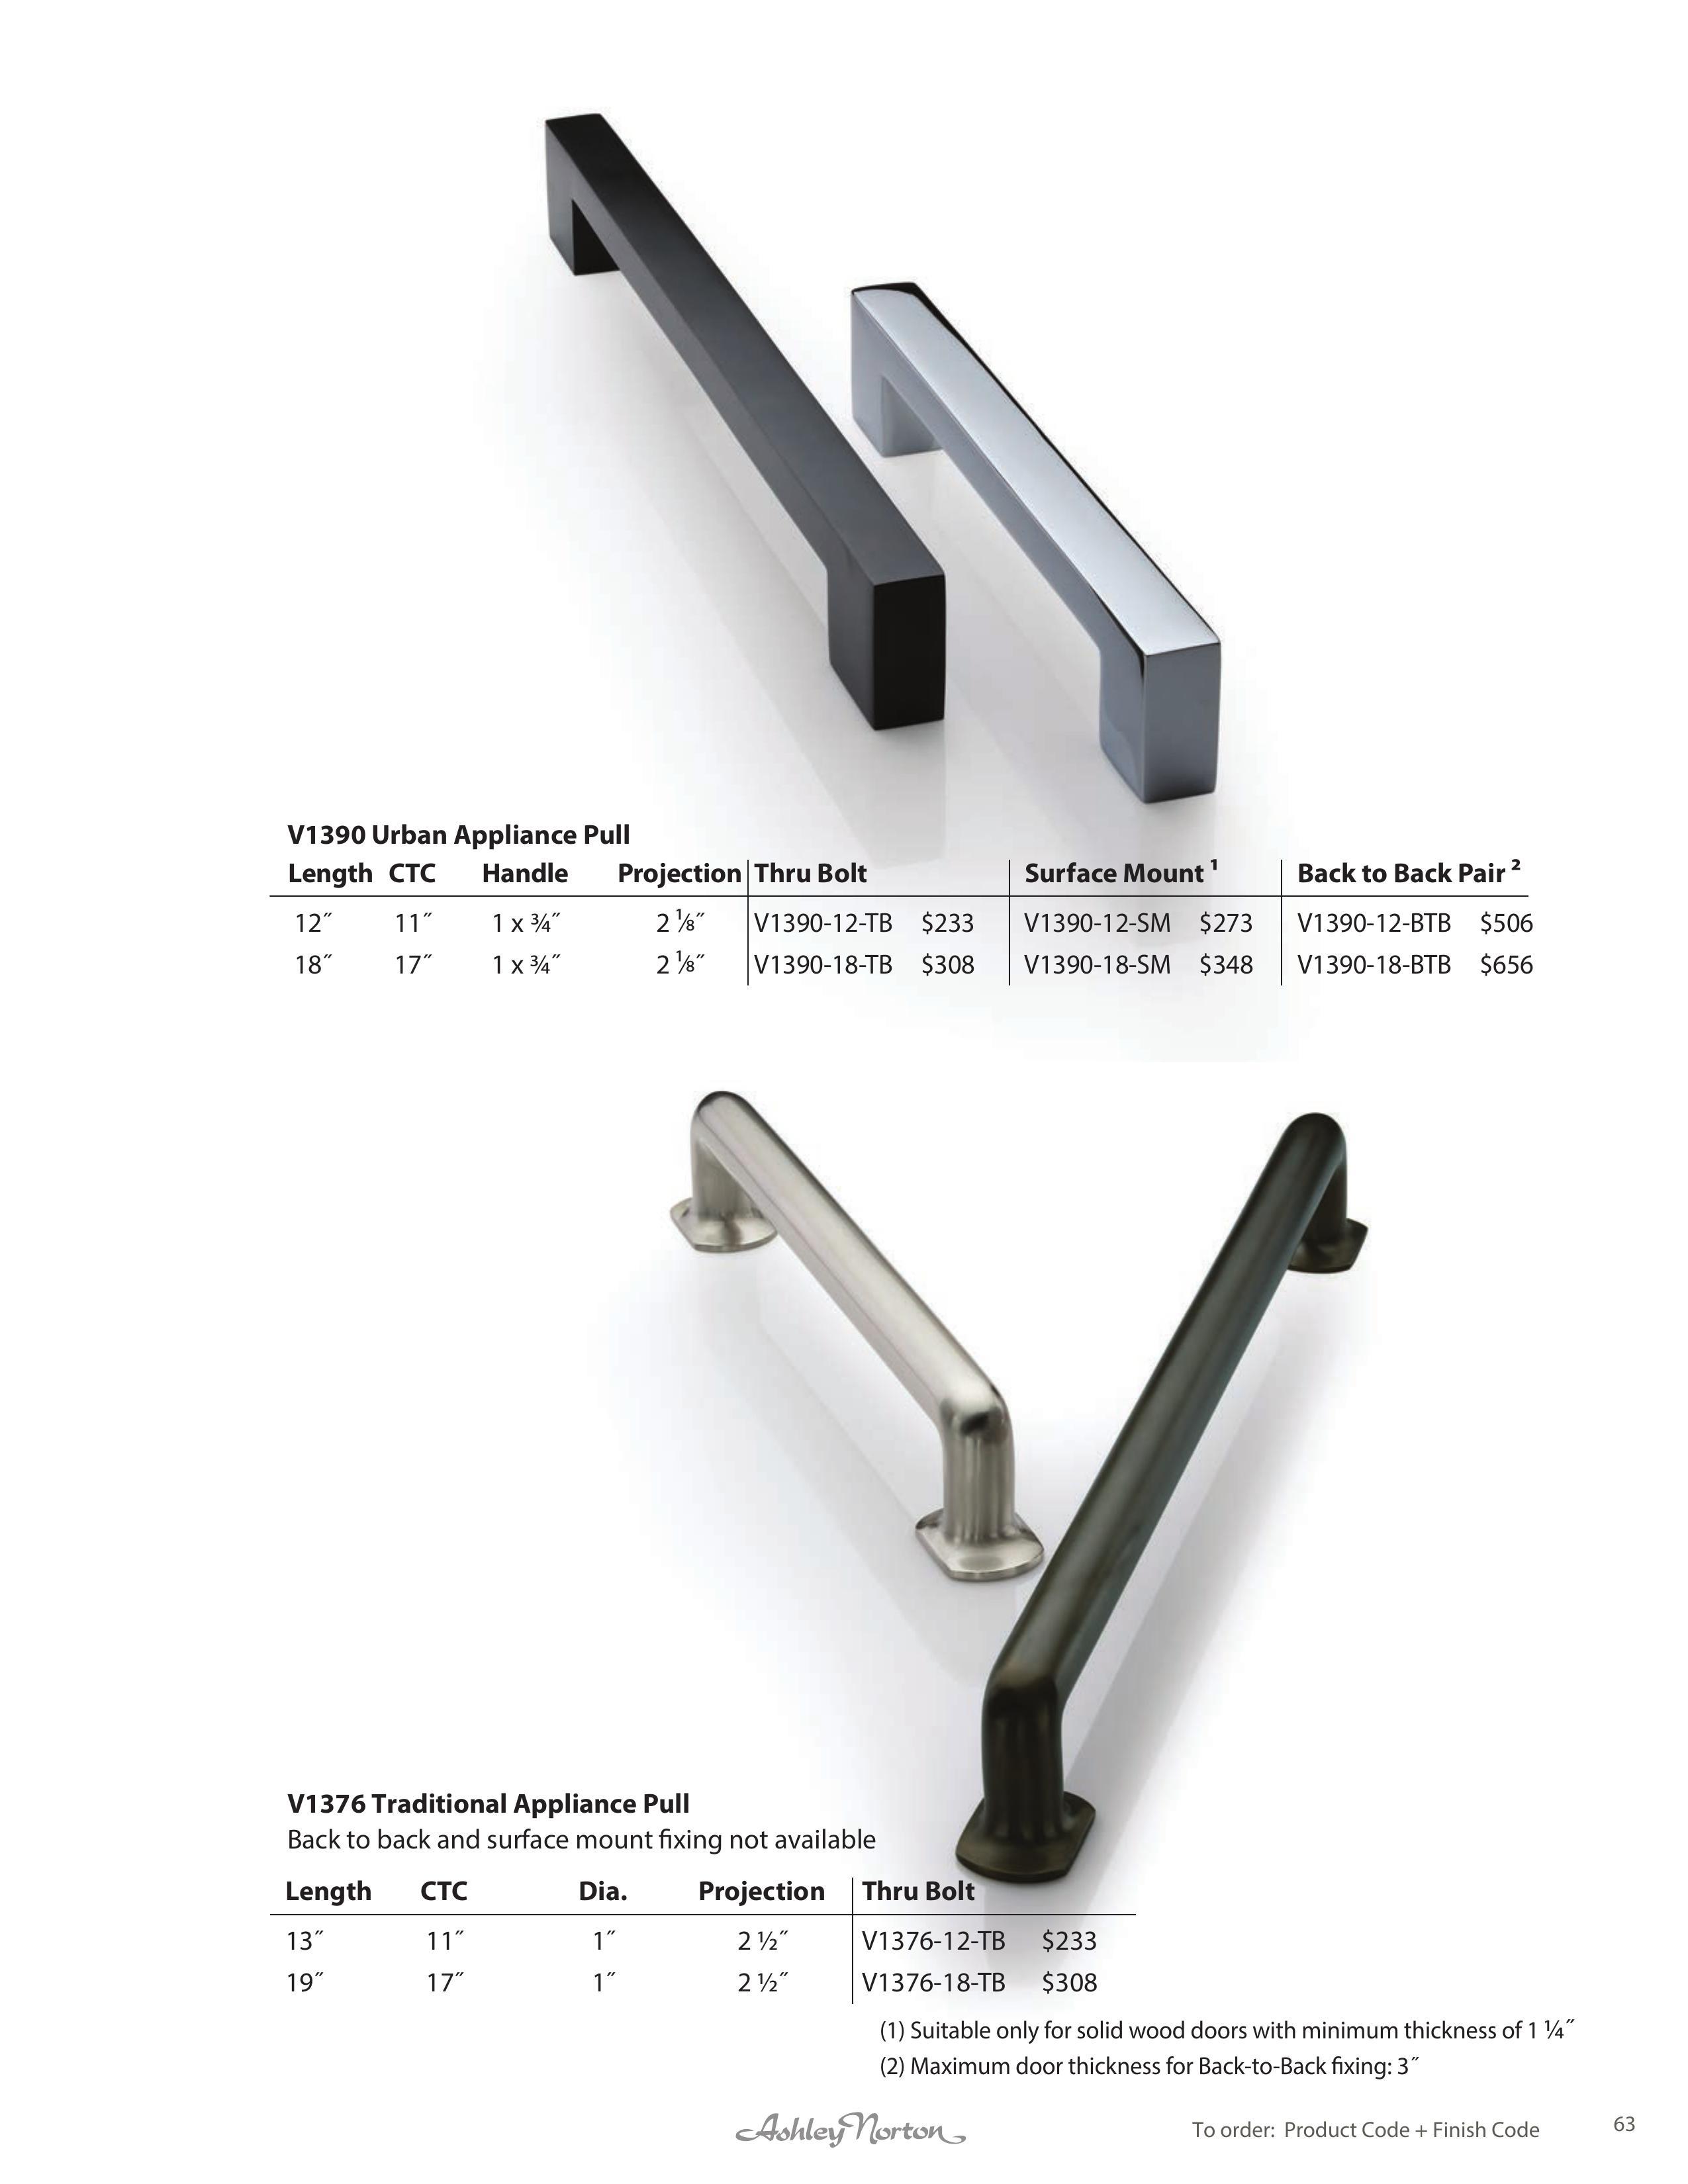 V1390 Urban Appliance Pull
Length CTC Handle Projection Thru Bolt Surface Mount ¹ Back to Back Pair ²
12˝ 11˝ 1 x ¾˝ 2 ⅛˝ V1390-12-TB $233 V1390-12-SM $273 V1390-12-BTB $506
18˝ 17˝ 1 x ¾˝ 2 ⅛˝ V1390-18-TB $308 V1390-18-SM $348 V1390-18-BTB $656
V1376 Traditional Appliance Pull
Back to back and surface mount fixing not available
Length CTC Dia. Projection Thru Bolt
13˝ 11˝ 1˝ 2 ½˝ V1376-12-TB $233
19˝ 17˝ 1˝ 2 ½˝ V1376-18-TB $308
(1) Suitable only for solid wood doors with minimum thickness of 1 ¼˝
(2) Maximum door thickness for Back-to-Back fixing: 3˝
Ashley Norton To order: Product Code + Finish Code 63